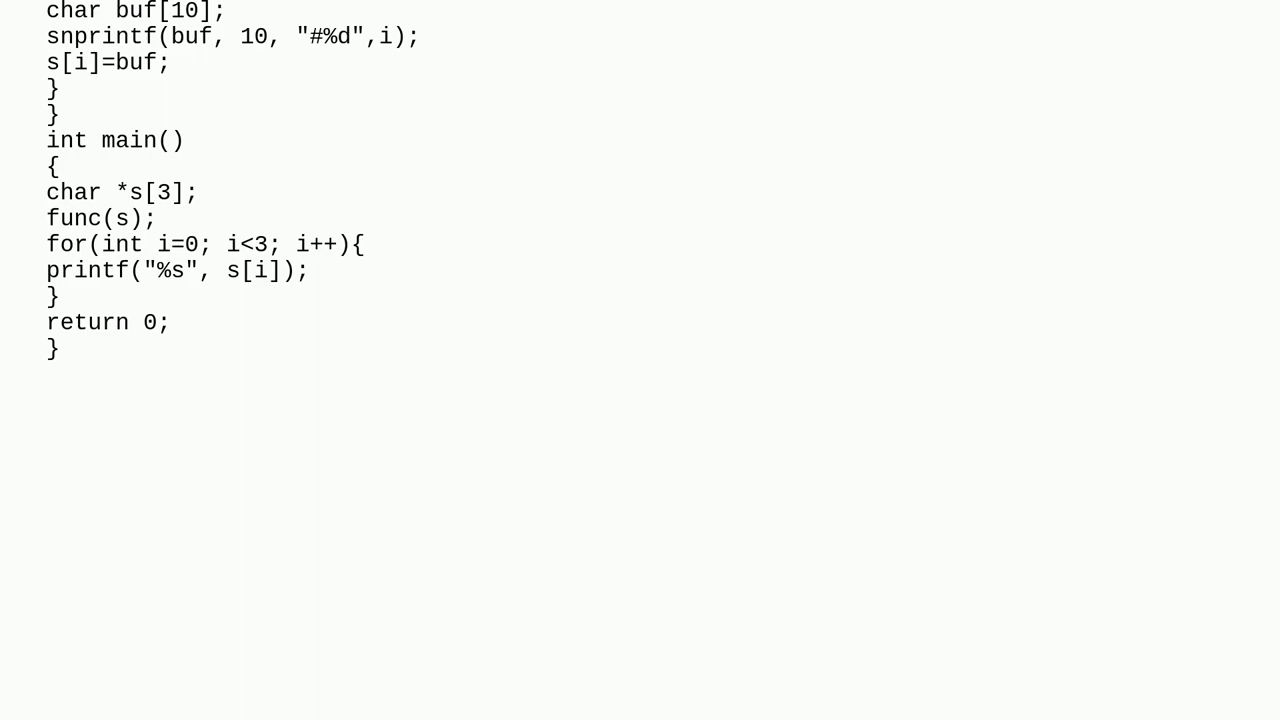 char buf[10];
snprintf(buf, 10, "#%d",i);
s[i]=buf;
}
}
int main()
{
char *s[3];
func(s);
for(int i=0; i<3; i++){
printf("%s", s[i]);
}
return 0;
}